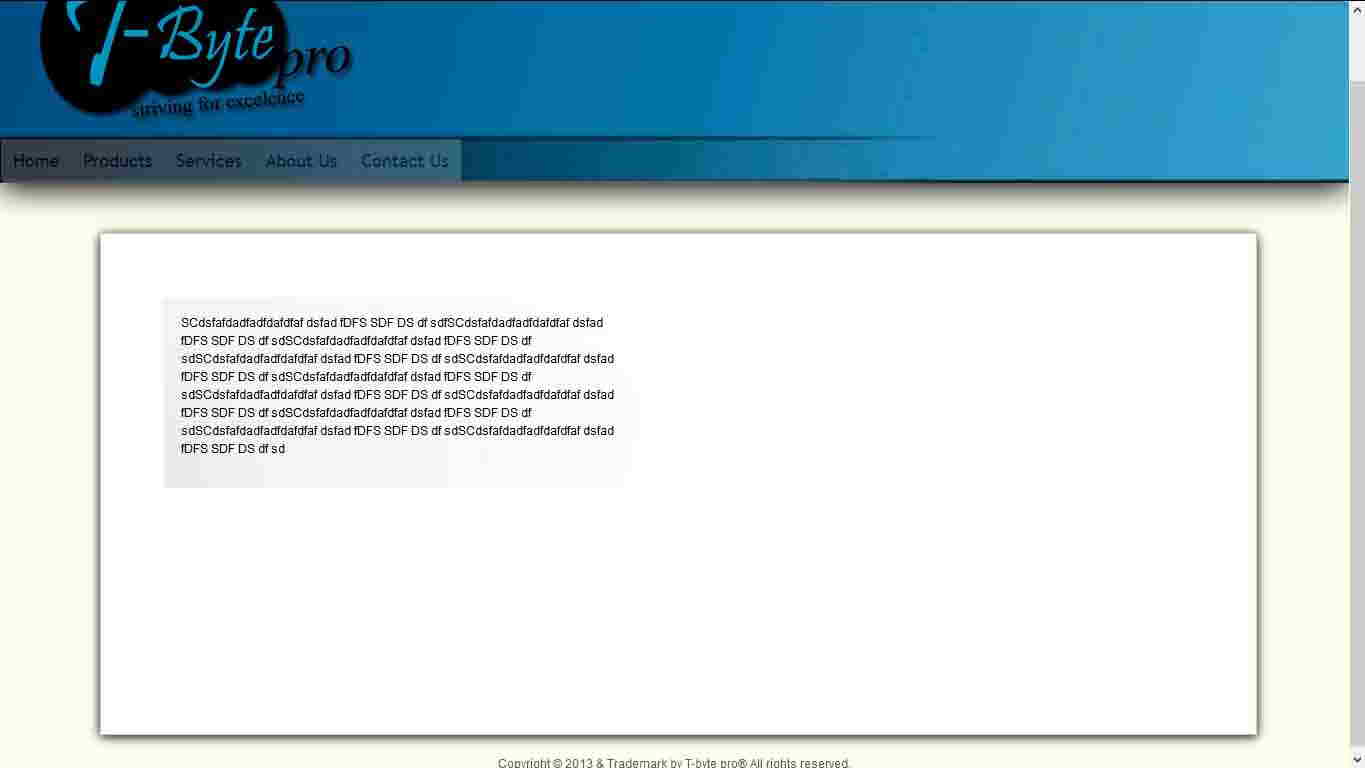 T-Byte
pro
striving for excelence
Home Products Services About Us Contact Us
SCdsfafdadfadfdafdfaf dsfad fDFS SDF DS df sdfSCdsfafdadfadfdafdfaf dsfad
fDFS SDF DS df sdSCdsfafdadfadfdafdfaf dsfad fDFS SDF DS df
sdSCdsfafdadfadfdafdfaf dsfad fDFS SDF DS df sdSCdsfafdadfadfdafdfaf dsfad
fDFS SDF DS df sdSCdsfafdadfadfdafdfaf dsfad fDFS SDF DS df
sdSCdsfafdadfadfdafdfaf dsfad fDFS SDF DS df sdSCdsfafdadfadfdafdfaf dsfad
fDFS SDF DS df sdSCdsfafdadfadfdafdfaf dsfad fDFS SDF DS df
sdSCdsfafdadfadfdafdfaf dsfad fDFS SDF DS df sdSCdsfafdadfadfdafdfaf dsfad
fDFS SDF DS df sd
Copyright © 2013 & Trademark by T-byte pro® All rights reserved.